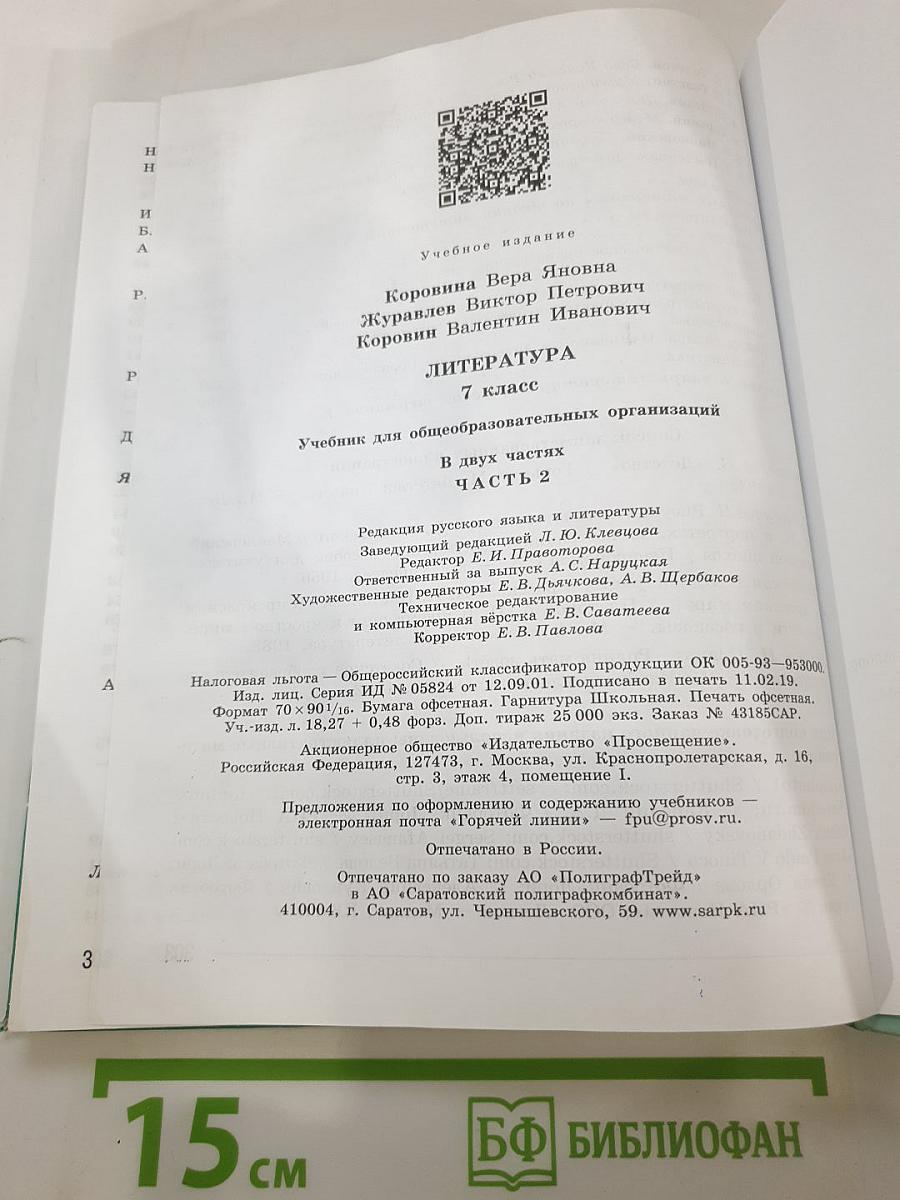 Н
Н
И
Б.
А
Р.
Р
Д
Я
А
Л
3
Учебное издание
Коровина Вера Яновна
Журавлев Виктор Петрович
Коровин Валентин Иванович
ЛИТЕРАТУРА
7 класс
Учебник для общеобразовательных организаций
В двух частях
ЧАСТЬ 2
Редакция русского языка и литературы
Заведующий редакцией Л. Ю. Клевцова
Редактор Е. И. Правоторова
Ответственный за выпуск А. С. Наруцкая
Художественные редакторы Е. В. Дьячкова, А. В. Щербаков
Техническое редактирование
и компьютерная вёрстка Е. В. Саватеева
Корректор Е. В. Павлова
Налоговая льгота — Общероссийский классификатор продукции ОК 005-93—953000.
Изд. лиц. Серия ИД № 05824 от 12.09.01. Подписано в печать 11.02.19.
Формат 70 × 90 1/16. Бумага офсетная. Гарнитура Школьная. Печать офсетная.
Уч.-изд. л. 18,27 + 0,48 форз. Доп. тираж 25 000 экз. Заказ № 43185САР.
Акционерное общество «Издательство «Просвещение».
Российская Федерация, 127473, г. Москва, ул. Краснопролетарская, д. 16,
стр. 3, этаж 4, помещение I.
Предложения по оформлению и содержанию учебников —
электронная почта «Горячей линии» — fpu@prosv.ru.
Отпечатано в России.
Отпечатано по заказу АО «ПолиграфТрейд»
в АО «Саратовский полиграфкомбинат».
410004, г. Саратов, ул. Чернышевского, 59. www.sarpk.ru
15 см
БФ БИБЛИОФАН